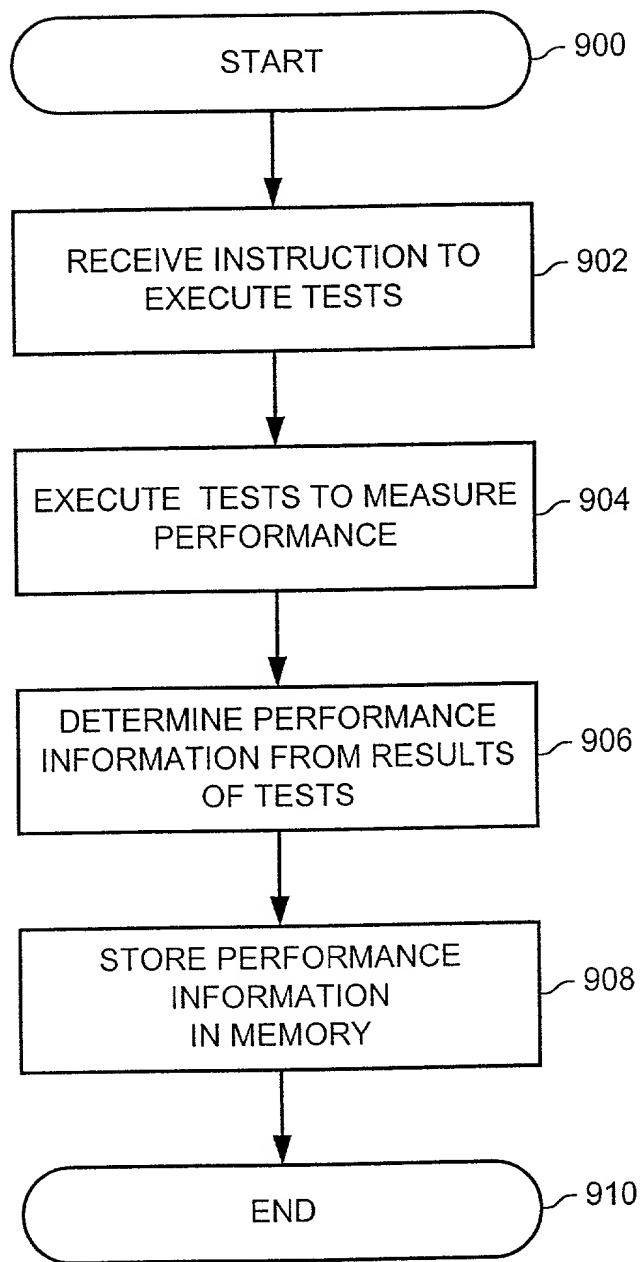 START
900
RECEIVE INSTRUCTION TO
EXECUTE TESTS
902
EXECUTE TESTS TO MEASURE
PERFORMANCE
904
DETERMINE PERFORMANCE
INFORMATION FROM RESULTS
OF TESTS
906
STORE PERFORMANCE
INFORMATION
IN MEMORY
908
END
910